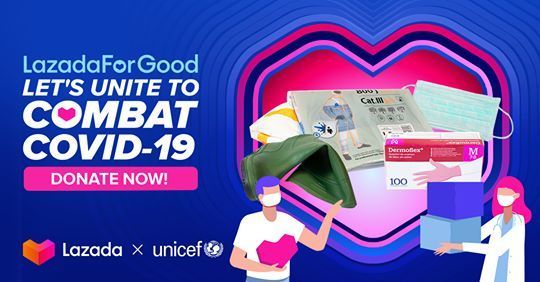 LazadaForGood
LET'S UNITE TO
COMBAT
COVID-19
DONATE NOW!
Lazada × unicef
Cat.III
Dermoflex®
M
100